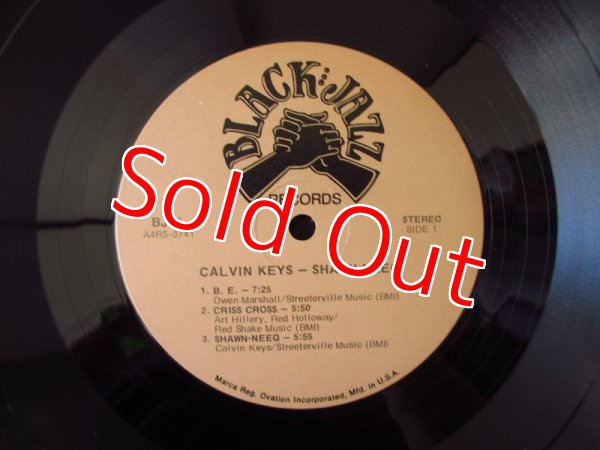 BLACK JAZZ
RECORDS
STEREO
A4RS-3741
SIDE 1
CALVIN KEYS —
1. B. E. — 7:25
Owen Marshall/Streeterville Music (BMI)
2. CRISS CROSS — 5:50
Art Hillery, Red Holloway/
Red Shake Music (BMI)
3. SHAWN-NEEQ — 5:55
Calvin Keys/Streeterville Music (BMI)
Marca Reg. Ovation Incorporated, Mfd. in U.S.A.
Sold Out